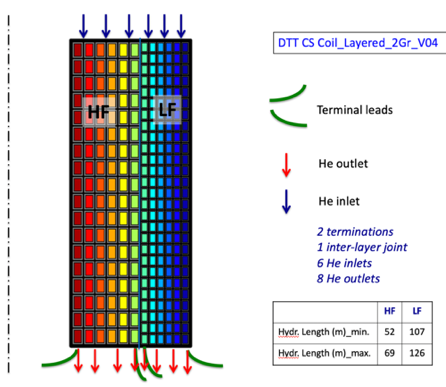 DTT CS Coil_Layered_2Gr_V04
HF
LF
Terminal leads
He outlet
He inlet
2 terminations
1 inter-layer joint
6 He inlets
8 He outlets
HF LF
Hydr. Length (m)_min. 52 107
Hydr. Length (m)_max. 69 126